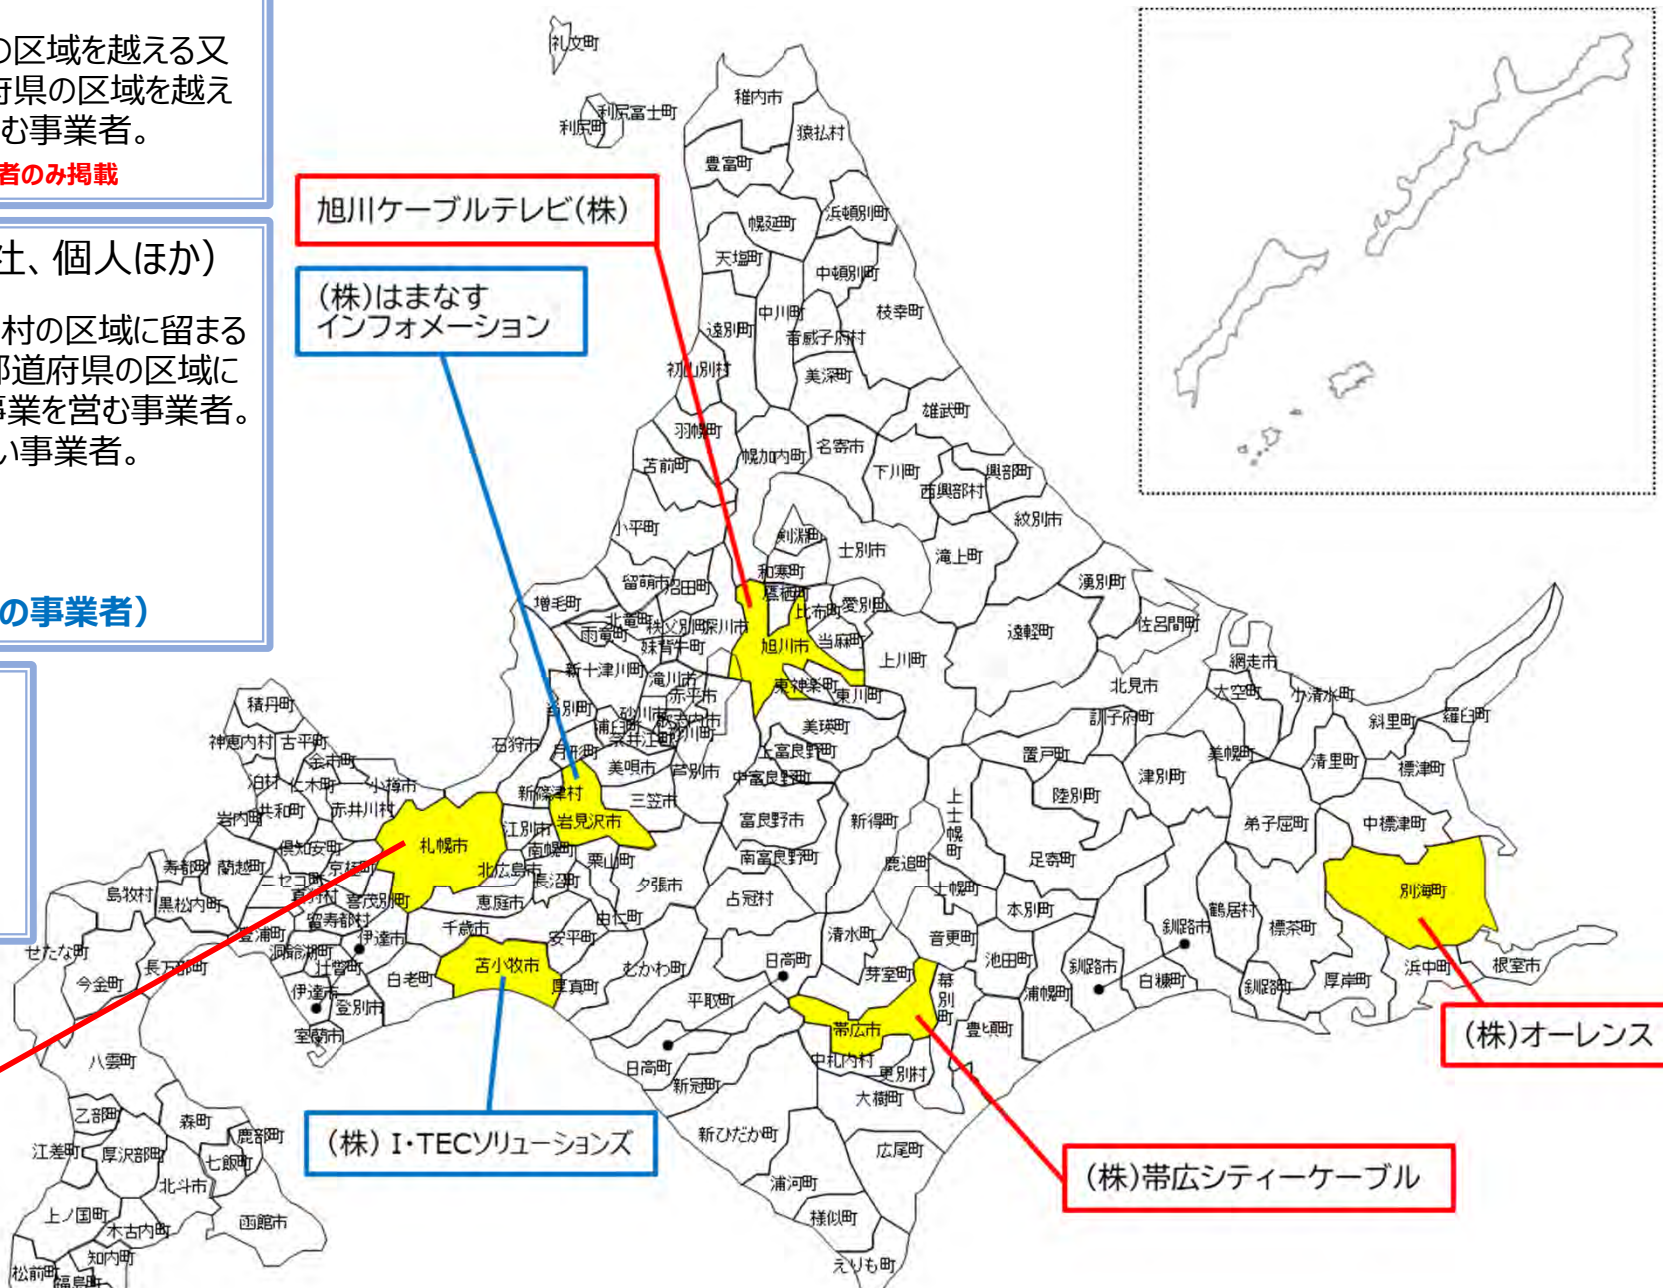 の区域を越える又
府県の区域を越え
む事業者。
者のみ掲載
社、個人ほか）
村の区域に留まる
都道府県の区域に
事業を営む事業者。
い事業者。
の事業者）
旭川ケーブルテレビ(株)
(株)はまなす
インフォメーション
(株) I・TECソリューションズ
(株)帯広シティーケーブル
(株)オーレンス
礼文町
利尻富士町
利尻町
稚内市
猿払村
豊富町
浜頓別町
幌延町
天塩町
中頓別町
中川町
枝幸町
遠別町
音威子府村
初山別村
美深町
雄武町
羽幌町
名寄市
幌加内町
苫前町
下川町
興部町
西興部村
紋別市
小平町
剣淵町
士別市
滝上町
和寒町
湧別町
留萌市
沼田町
鷹栖町
愛別町
比布町
増毛町
北竜町
秩父別町
深川市
雨竜町
妹背牛町
旭川市
当麻町
遠軽町
佐呂間町
上川町
網走市
新十津川町
滝川市
赤平市
東神楽町
東川町
北見市
大空町
小清水町
積丹町
当別町
砂川市
歌志内市
浦臼町
上砂川町
奈井江町
美瑛町
訓子府町
斜里町
羅臼町
神恵内村
古平町
石狩市
月形町
上富良野町
置戸町
美幌町
清里町
標津町
余市町
美唄市
芦別市
中富良野町
津別町
泊村
仁木町
小樽市
新篠津村
三笠市
陸別町
共和町
赤井川村
岩内町
岩見沢市
富良野市
新得町
上士幌町
弟子屈町
中標津町
江別市
札幌市
倶知安町
京極町
南幌町
栗山町
南富良野町
鹿追町
足寄町
寿都町
蘭越町
ニセコ町
北広島市
長沼町
夕張市
士幌町
別海町
島牧村
黒松内町
真狩村
喜茂別町
恵庭市
占冠村
本別町
鶴居村
留寿都村
由仁町
釧路市
標茶町
せたな町
豊浦町
洞爺湖町
伊達市
千歳市
安平町
清水町
音更町
長万部町
壮瞥町
白老町
苫小牧市
むかわ町
日高町
芽室町
池田町
釧路市
白糠町
浜中町
根室市
今金町
伊達市
登別市
厚真町
平取町
幕別町
浦幌町
釧路町
厚岸町
室蘭市
帯広市
豊頃町
八雲町
日高町
新冠町
中札内村
更別村
大樹町
乙部町
森町
鹿部町
新ひだか町
広尾町
江差町
厚沢部町
七飯町
北斗市
浦河町
上ノ国町
木古内町
函館市
様似町
知内町
えりも町
松前町
福島町